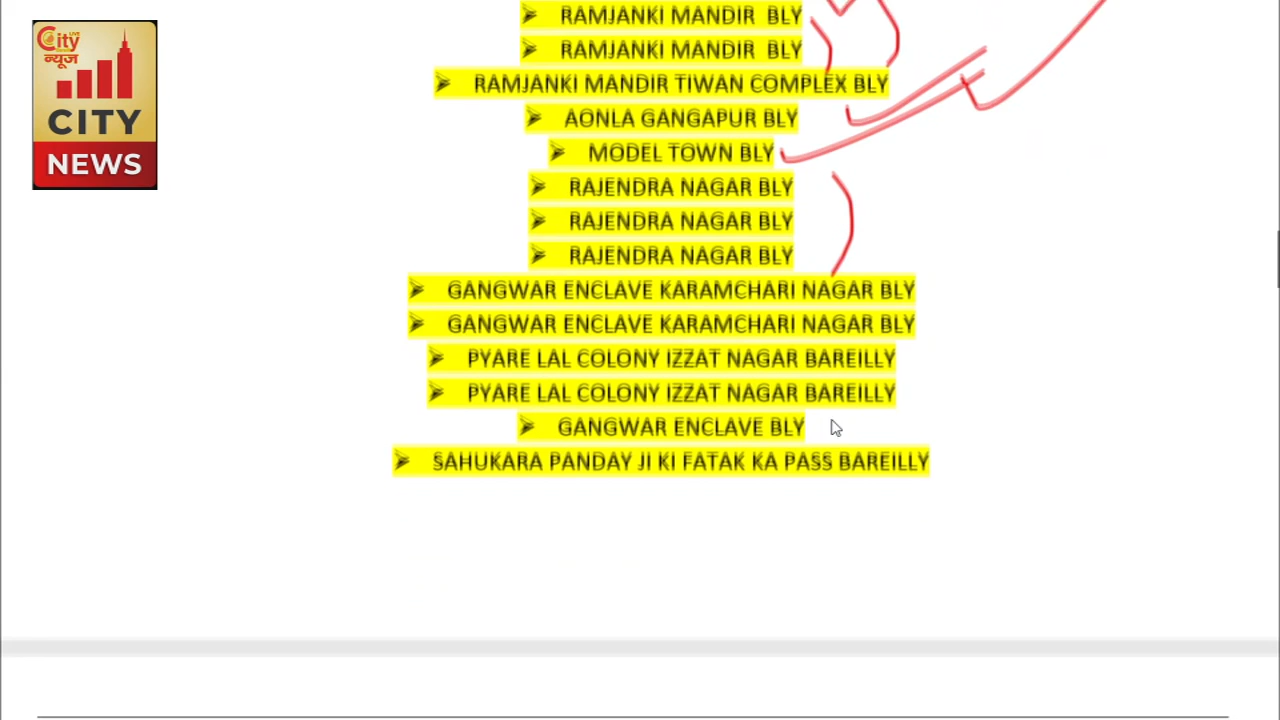 City LIVE
न्यूज़
CITY
NEWS
➤ RAMJANKI MANDIR BLY
➤ RAMJANKI MANDIR BLY
➤ RAMJANKI MANDIR TIWAN COMPLEX BLY
➤ AONLA GANGAPUR BLY
➤ MODEL TOWN BLY
➤ RAJENDRA NAGAR BLY
➤ RAJENDRA NAGAR BLY
➤ RAJENDRA NAGAR BLY
➤ GANGWAR ENCLAVE KARAMCHARI NAGAR BLY
➤ GANGWAR ENCLAVE KARAMCHARI NAGAR BLY
➤ PYARE LAL COLONY IZZAT NAGAR BAREILLY
➤ PYARE LAL COLONY IZZAT NAGAR BAREILLY
➤ GANGWAR ENCLAVE BLY
➤ SAHUKARA PANDAY JI KI FATAK KA PASS BAREILLY